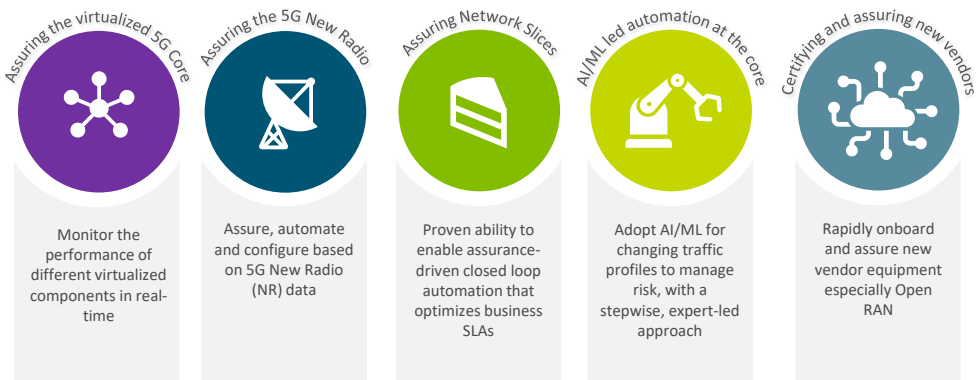 Assuring the virtualized 5G Core
Monitor the
performance of
different virtualized
components in real-
time
Assuring the 5G New Radio
Assure, automate
and configure based
on 5G New Radio
(NR) data
Assuring Network Slices
Proven ability to
enable assurance-
driven closed loop
automation that
optimizes business
SLAs
AI/ML led automation at the core
Adopt AI/ML for
changing traffic
profiles to manage
risk, with a
stepwise, expert-led
approach
Certifying and assuring new vendors
Rapidly onboard
and assure new
vendor equipment
especially Open
RAN